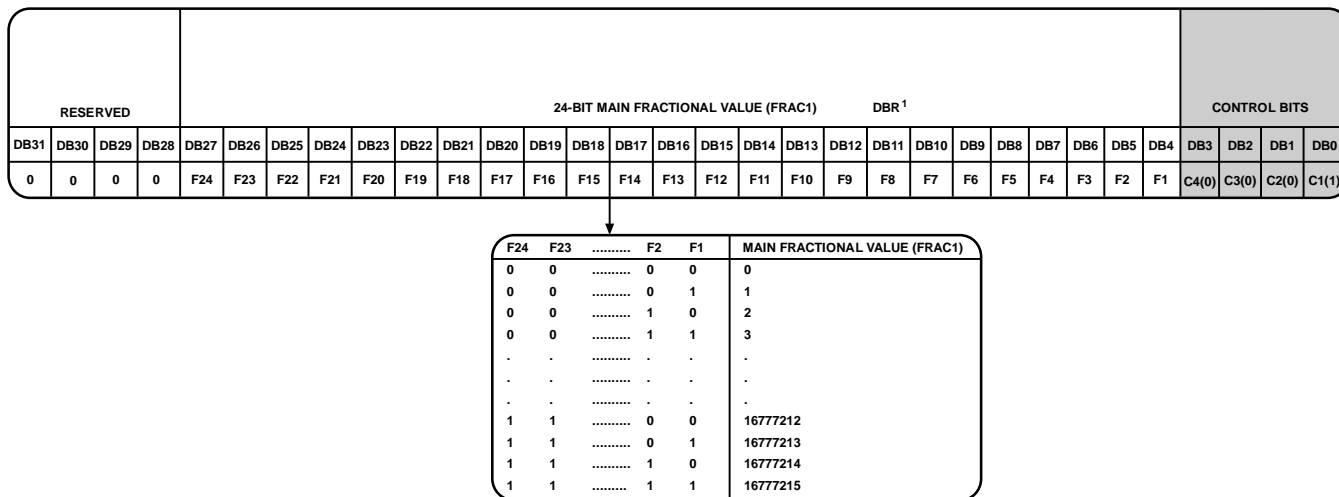 RESERVED 24-BIT MAIN FRACTIONAL VALUE (FRAC1) DBR1 CONTROL BITS
DB31 DB30 DB29 DB28 DB27 DB26 DB25 DB24 DB23 DB22 DB21 DB20 DB19 DB18 DB17 DB16 DB15 DB14 DB13 DB12 DB11 DB10 DB9 DB8 DB7 DB6 DB5 DB4 DB3 DB2 DB1 DB0
0 0 0 0 F24 F23 F22 F21 F20 F19 F18 F17 F16 F15 F14 F13 F12 F11 F10 F9 F8 F7 F6 F5 F4 F3 F2 F1 C4(0) C3(0) C2(0) C1(1)
F24 F23 .......... F2 F1 MAIN FRACTIONAL VALUE (FRAC1)
0 0 .......... 0 0 0
0 0 .......... 0 1 1
0 0 .......... 1 0 2
0 0 .......... 1 1 3
. . .......... . . .
. . .......... . . .
. . .......... . . .
1 1 .......... 0 0 16777212
1 1 .......... 0 1 16777213
1 1 .......... 1 0 16777214
1 1 ......... 1 1 16777215